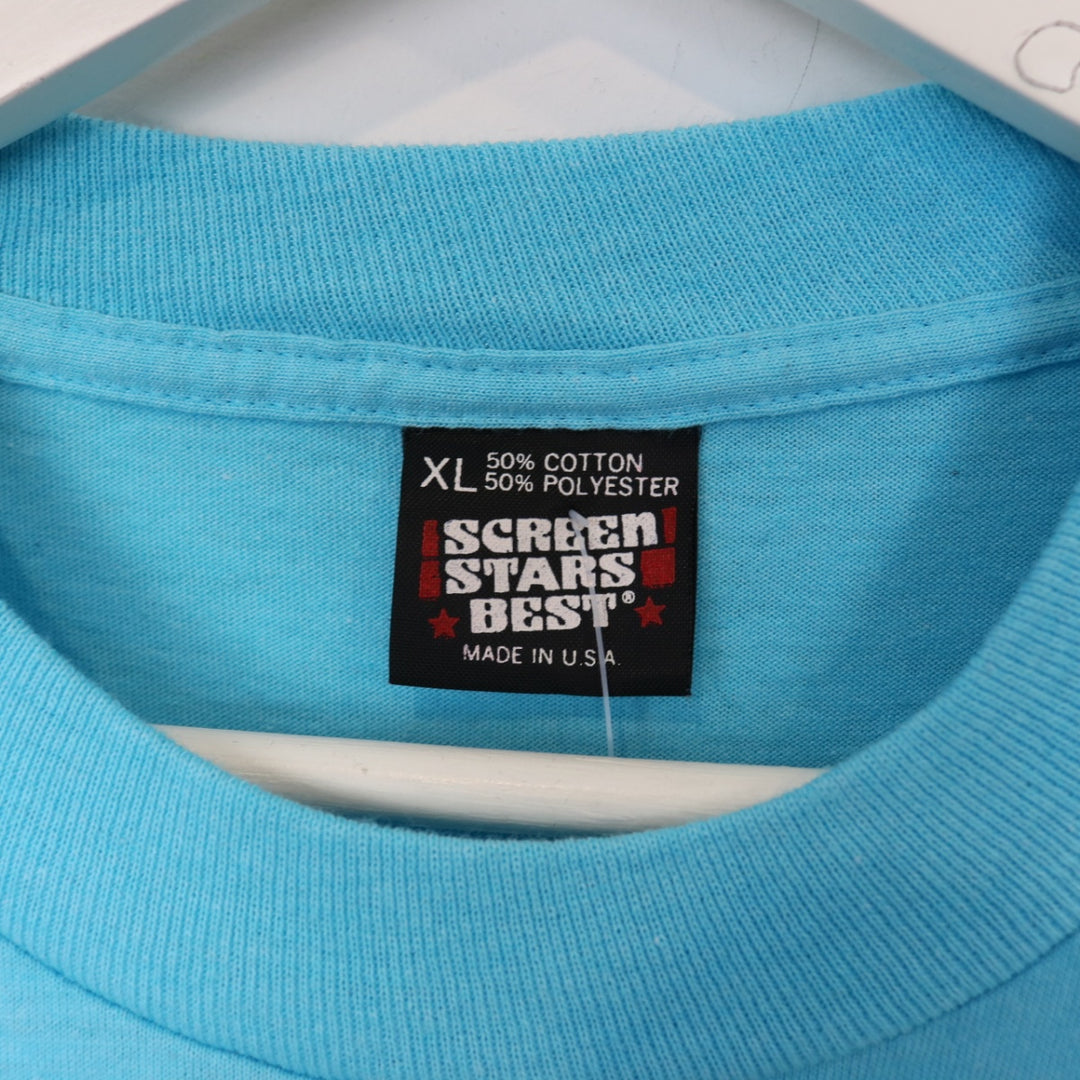 XL 50% COTTON
50% POLYESTER
SCREEN
STARS
BEST®
MADE IN U.S.A.